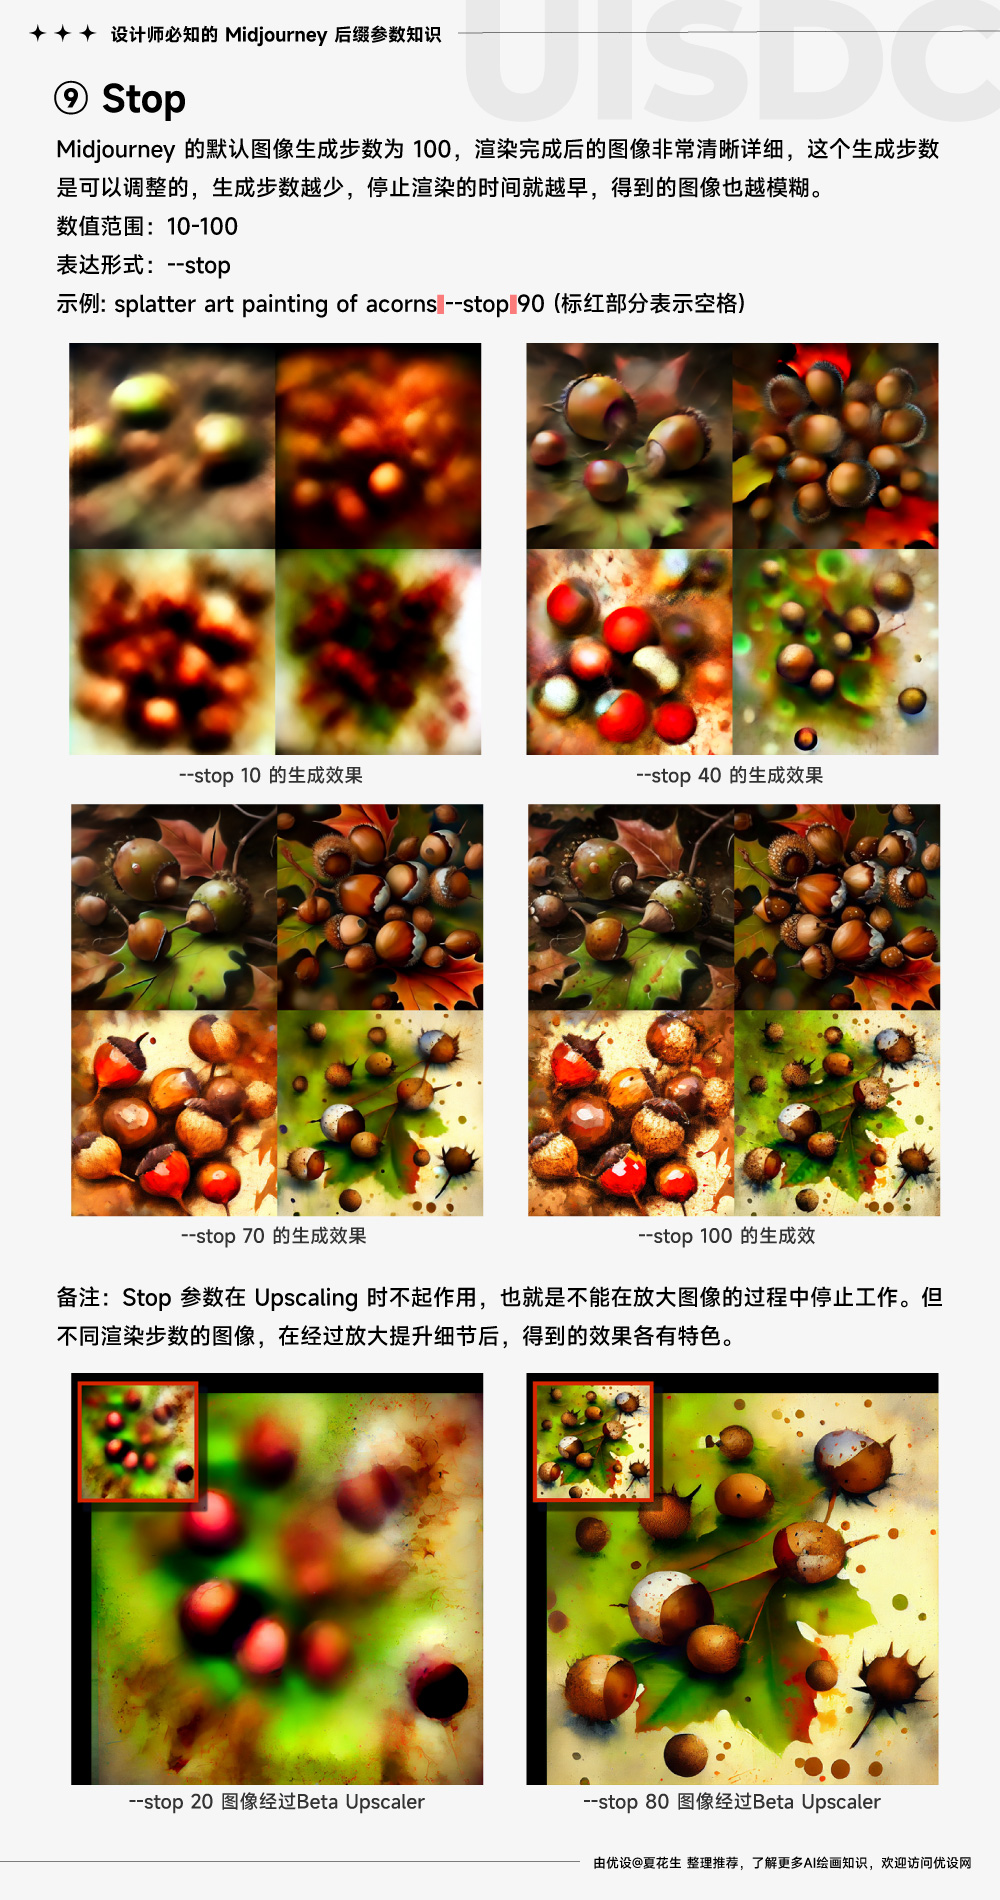 UISDC
设计师必知的 Midjourney 后缀参数知识
⑨ Stop
Midjourney 的默认图像生成步数为 100，渲染完成后的图像非常清晰详细，这个生成步数
是可以调整的，生成步数越少，停止渲染的时间就越早，得到的图像也越模糊。
数值范围：10-100
表达形式：--stop
示例: splatter art painting of acorns --stop 90 (标红部分表示空格)
--stop 10 的生成效果
--stop 40 的生成效果
--stop 70 的生成效果
--stop 100 的生成效
备注：Stop 参数在 Upscaling 时不起作用，也就是不能在放大图像的过程中停止工作。但
不同渲染步数的图像，在经过放大提升细节后，得到的效果各有特色。
--stop 20 图像经过Beta Upscaler
--stop 80 图像经过Beta Upscaler
由优设@夏花生 整理推荐，了解更多AI绘画知识，欢迎访问优设网